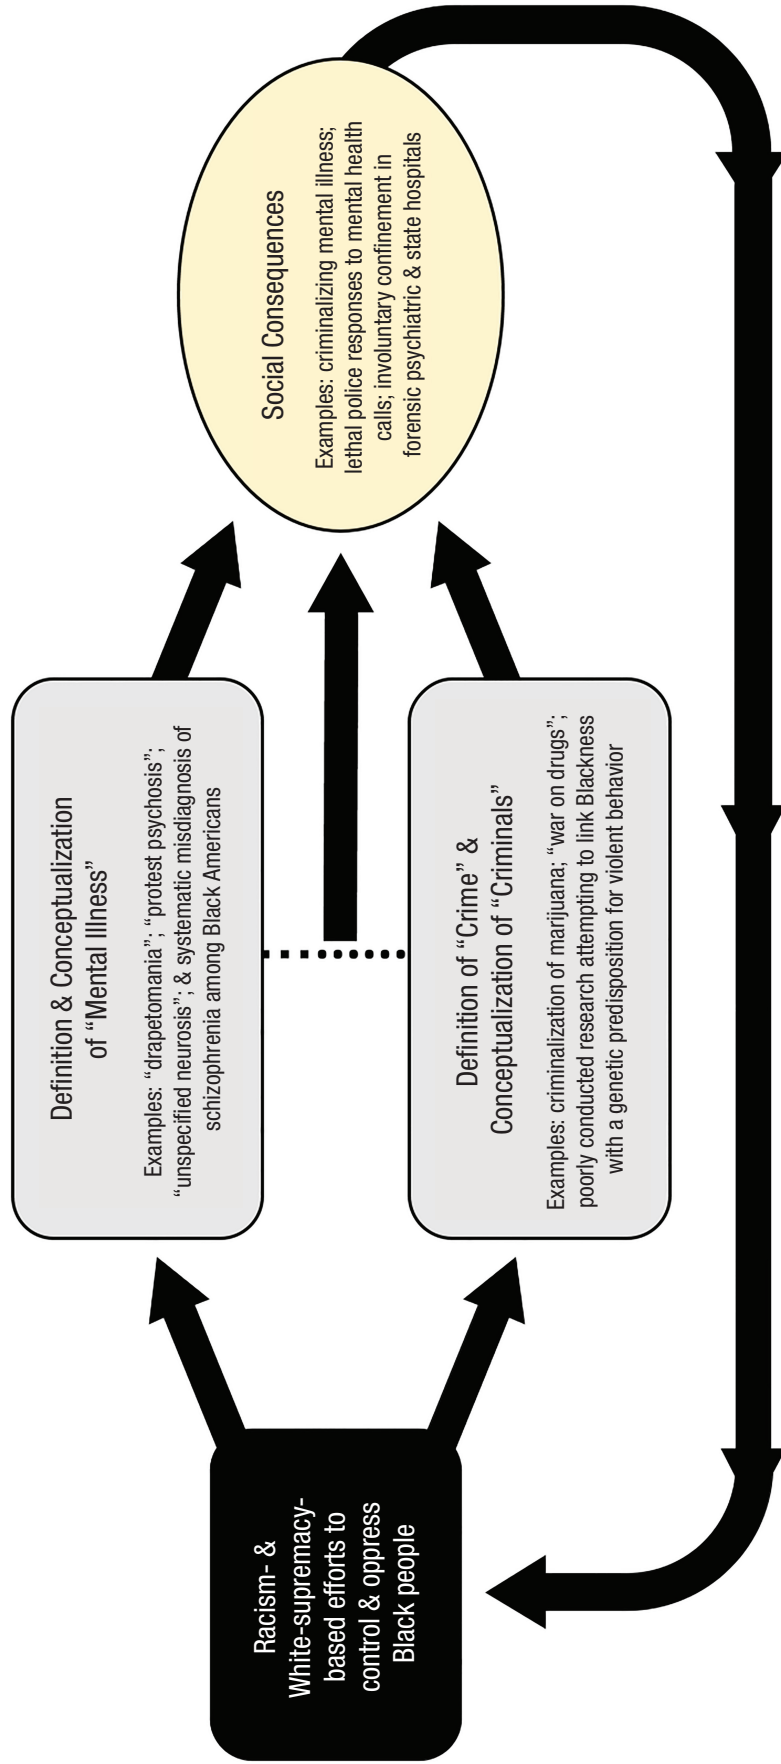 Racism- &
White-supremacy-
based efforts to
control & oppress
Black people
Definition & Conceptualization
of “Mental Illness”
Examples: “drapetomania”; “protest psychosis”;
“unspecified neurosis”; & systematic misdiagnosis of
schizophrenia among Black Americans
Definition of “Crime” &
Conceptualization of “Criminals”
Examples: criminalization of marijuana; “war on drugs”;
poorly conducted research attempting to link Blackness
with a genetic predisposition for violent behavior
Social Consequences
Examples: criminalizing mental illness;
lethal police responses to mental health
calls; involuntary confinement in
forensic psychiatric & state hospitals